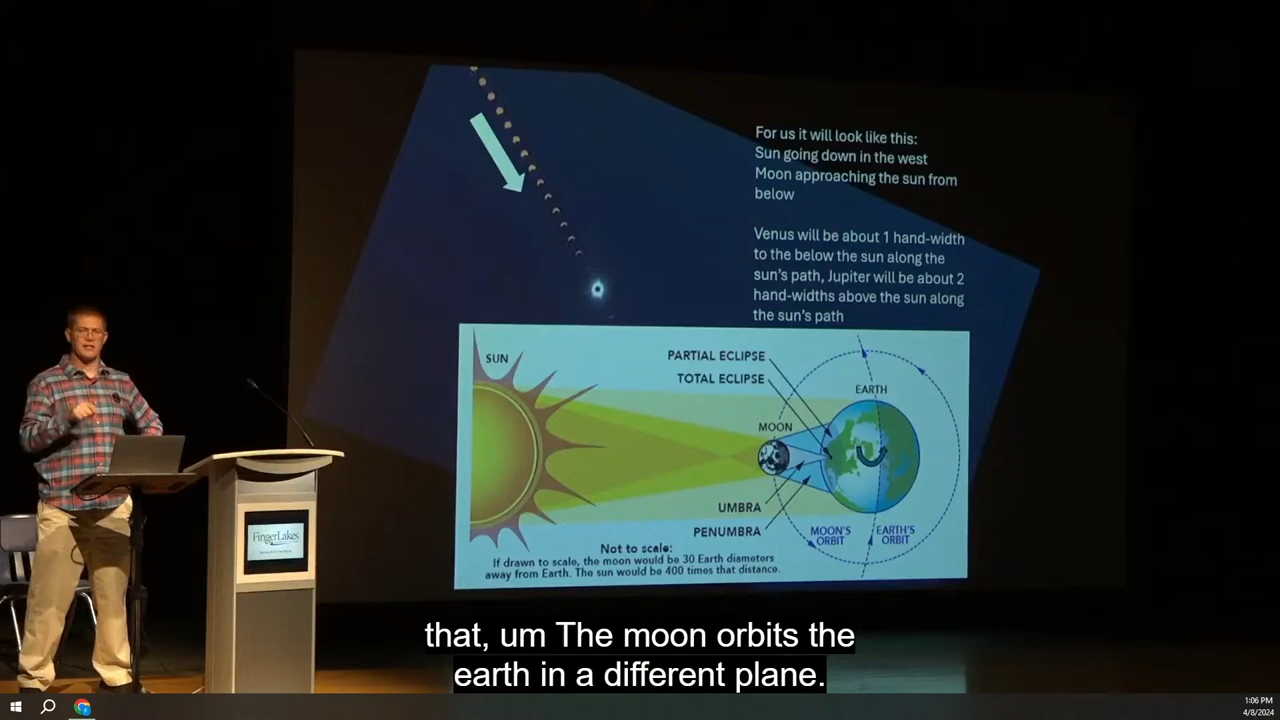 For us it will look like this:
Sun going down in the west
Moon approaching the sun from
below
Venus will be about 1 hand-width
to the below the sun along the
sun's path, Jupiter will be about 2
hand-widths above the sun along
the sun's path
SUN
PARTIAL ECLIPSE
TOTAL ECLIPSE
EARTH
MOON
UMBRA
PENUMBRA
MOON'S
ORBIT
EARTH'S
ORBIT
Not to scale:
If drawn to scale, the moon would be 30 Earth diameters
away from Earth. The sun would be 400 times that distance.
FingerLakes
that, um The moon orbits the
earth in a different plane.
1:06 PM
4/8/2024